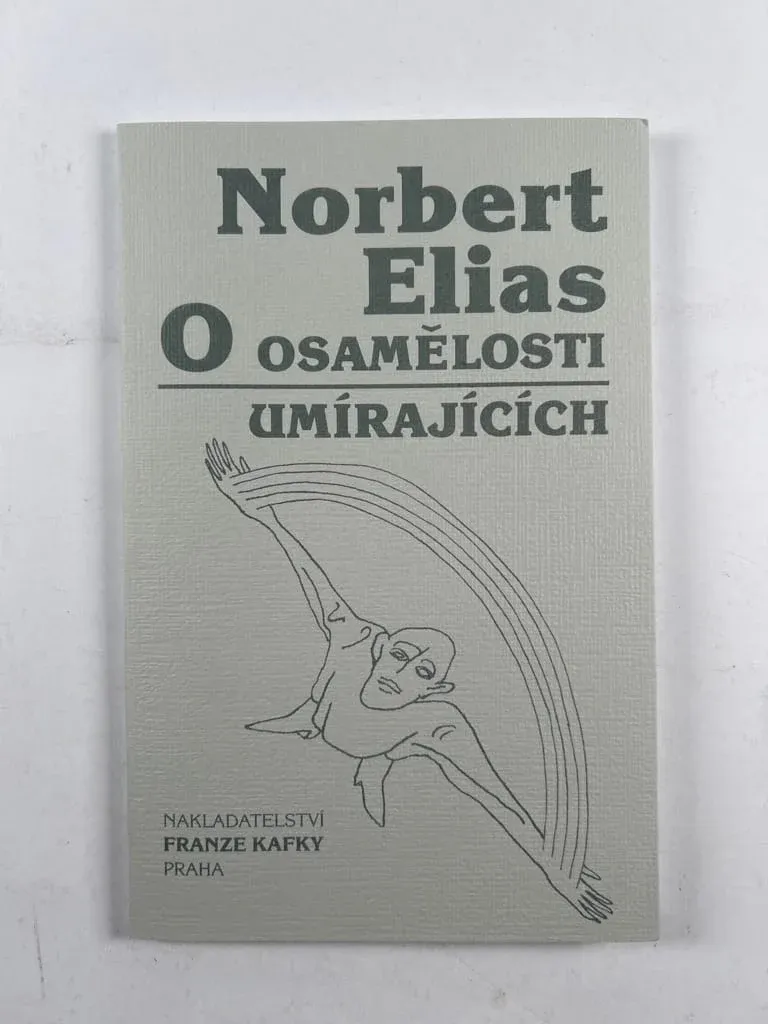 Norbert
Elias
O OSAMĚLOSTI
UMÍRAJÍCÍCH
NAKLADATELSTVÍ
FRANZE KAFKY
PRAHA